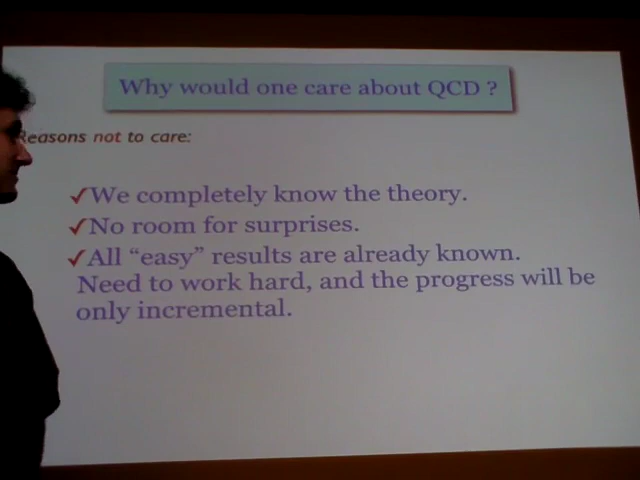 Why would one care about QCD ?
Reasons not to care:
✓We completely know the theory.
✓No room for surprises.
✓All “easy” results are already known.
Need to work hard, and the progress will be
only incremental.